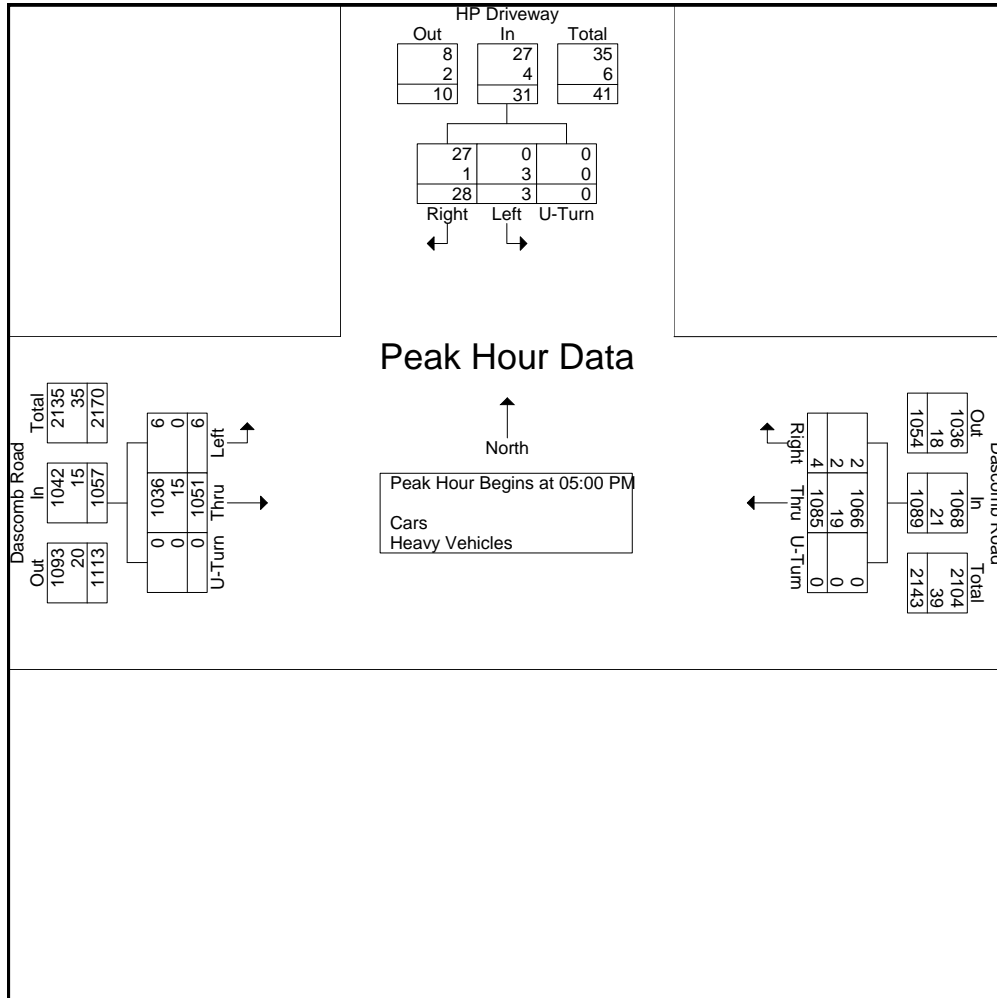 HP Driveway
Out In Total
8 27 35
2 4 6
10 31 41
27 0 0
1 3 0
28 3 0
Right Left U-Turn
Peak Hour Data
North
Peak Hour Begins at 05:00 PM
Cars
Heavy Vehicles
Dascomb Road
Out In Total
1093 1042 2135
20 15 35
1113 1057 2170
6 1036 0
0 15 0
6 1051 0
Left Thru U-Turn
Dascomb Road
Out In Total
1036 1068 2104
18 21 39
1054 1089 2143
2 1066 0
2 19 0
4 1085 0
Right Thru U-Turn